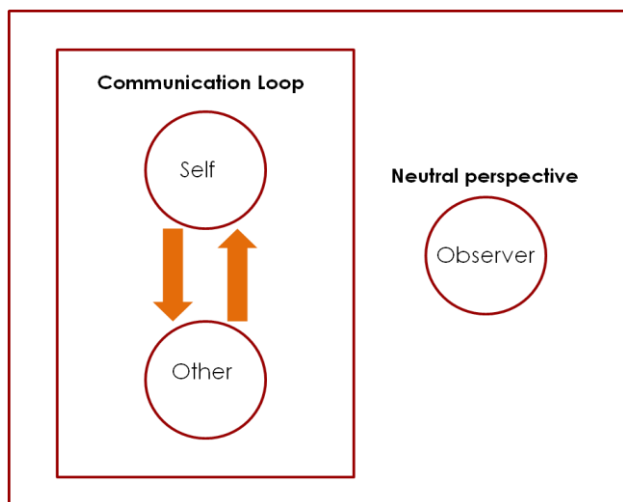 Communication Loop
Self
Other
Neutral perspective
Observer